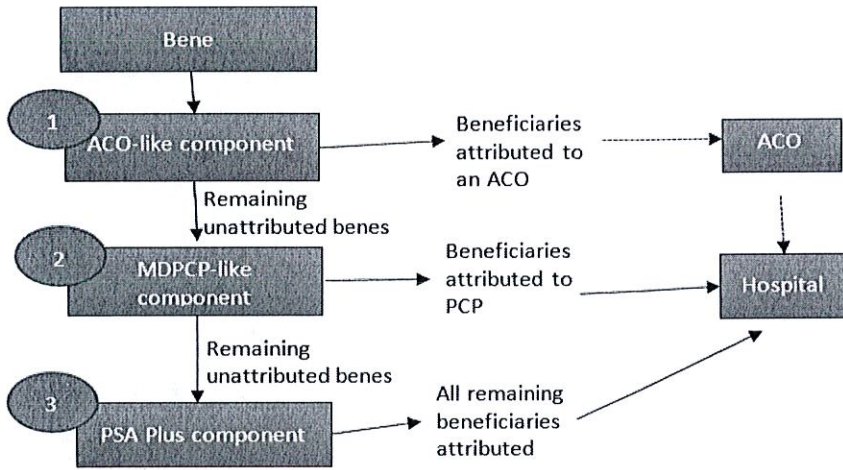 Bene
1
ACO-like component
Beneficiaries
attributed to
an ACO
ACO
Remaining
unattributed benes
2
MDPCP-like
component
Beneficiaries
attributed to
PCP
Hospital
Remaining
unattributed benes
3
PSA Plus component
All remaining
beneficiaries
attributed